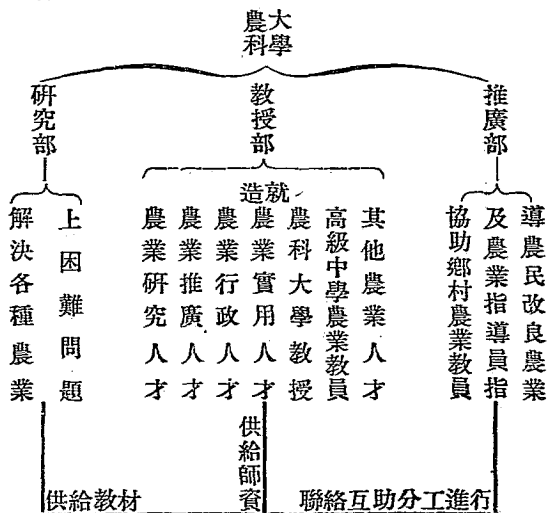 農科
大學
研究部
解決各種農業
上困難問題
教授部
造就
農業研究人才
農業推廣人才
農業行政人才
農業實用人才
農科大學教授
高級中學農業教員
其他農業人才
推廣部
協助鄉村農業教員
及農業指導員指
導農民改良農業
供給教材
供給師資
聯絡互助分工進行